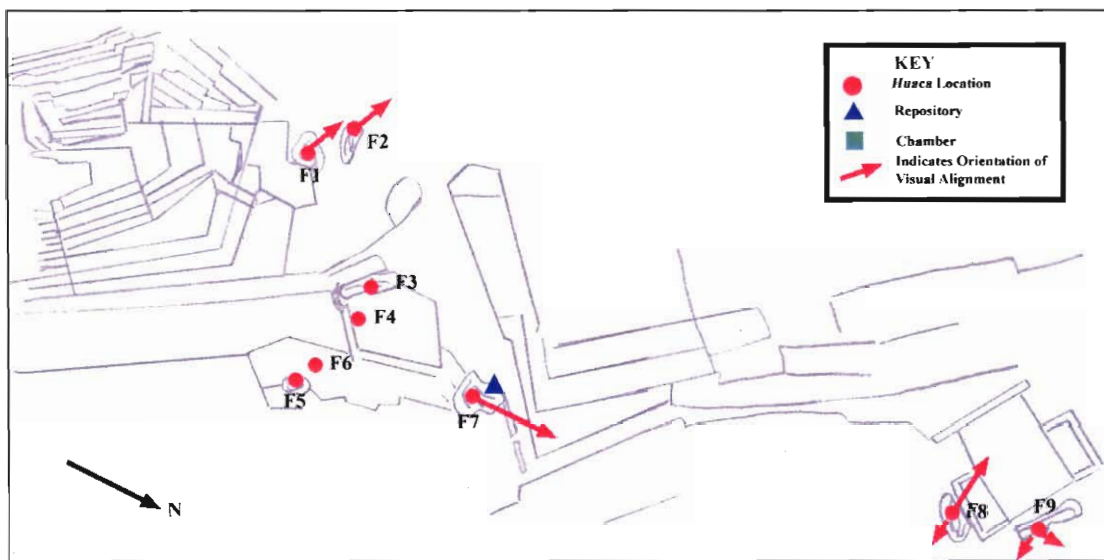 KEY
Huaca Location
Repository
Chamber
Indicates Orientation of
Visual Alignment
F2
F1
F3
F4
F6
F5
F7
N
F8
F9